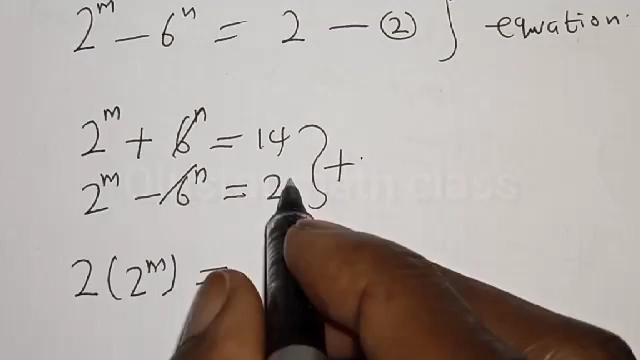 2^m − 6^n = 2 − ② } equation.
2^m + 6^n = 14
2^m − 6^n = 2 } +
2(2^m) =